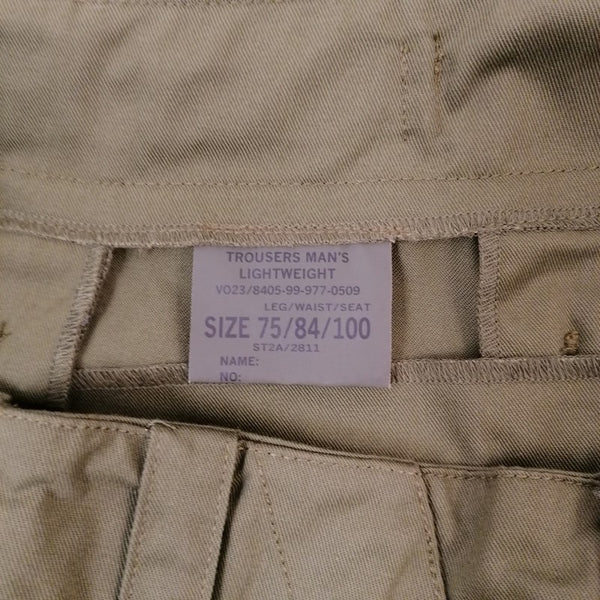 TROUSERS MAN'S
LIGHTWEIGHT
VO23/8405-99-977-0509
LEG/WAIST/SEAT
SIZE 75/84/100
ST2A/2811
NAME:
NO: